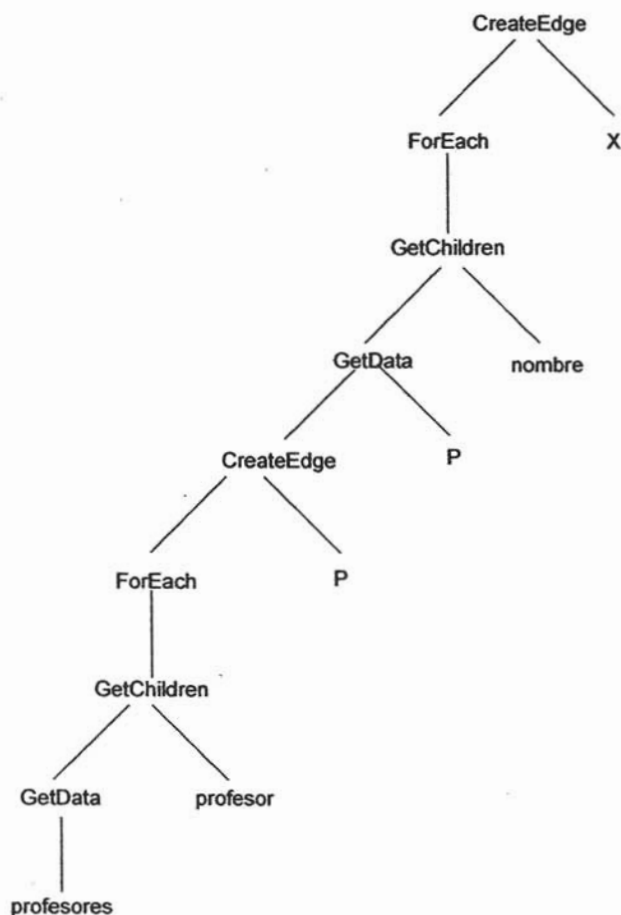 CreateEdge
ForEach
X
GetChildren
GetData
nombre
CreateEdge
P
ForEach
P
GetChildren
GetData
profesor
profesores